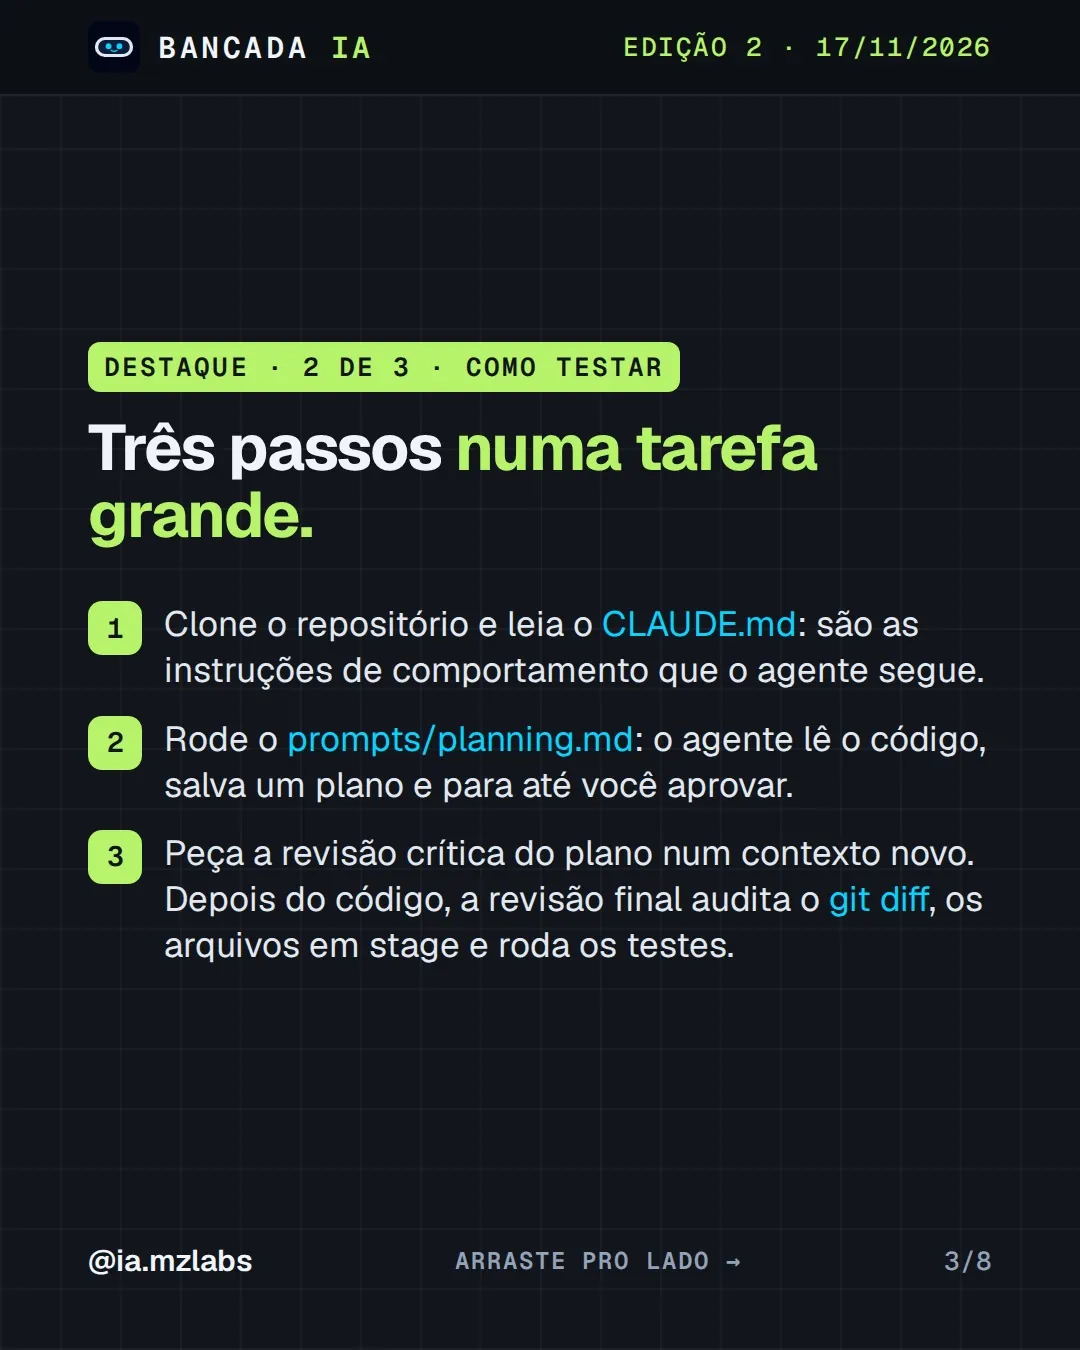 BANCADA IA
EDIÇÃO 2 · 17/11/2026
DESTAQUE · 2 DE 3 · COMO TESTAR
Três passos numa tarefa
grande.
1
Clone o repositório e leia o CLAUDE.md: são as
instruções de comportamento que o agente segue.
2
Rode o prompts/planning.md: o agente lê o código,
salva um plano e para até você aprovar.
3
Peça a revisão crítica do plano num contexto novo.
Depois do código, a revisão final audita o git diff, os
arquivos em stage e roda os testes.
@ia.mzlabs
ARRASTE PRO LADO →
3/8